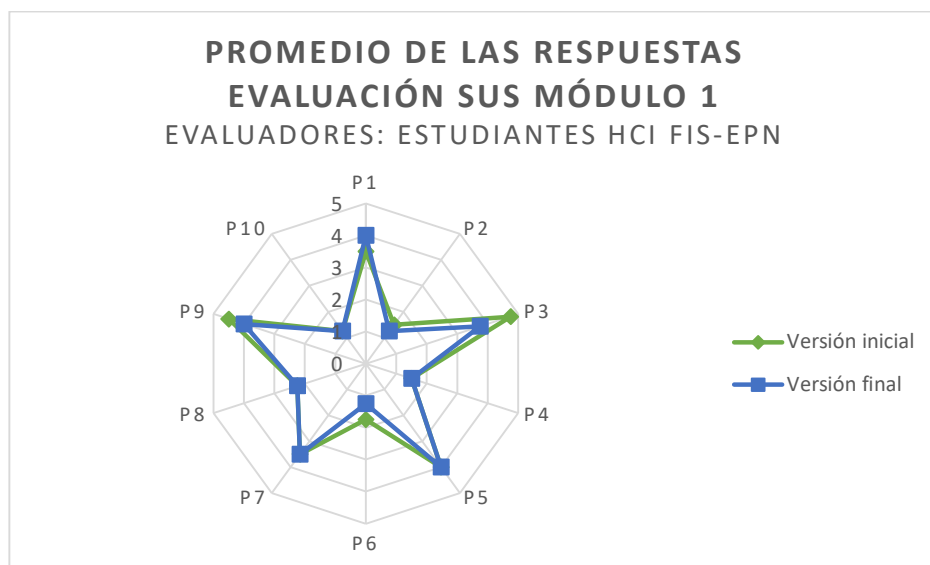 PROMEDIO DE LAS RESPUESTAS
EVALUACIÓN SUS MÓDULO 1
EVALUADORES: ESTUDIANTES HCI FIS-EPN
P1
P2
P3
P4
P5
P6
P7
P8
P9
P10
5
4
3
2
1
0
Versión inicial
Versión final